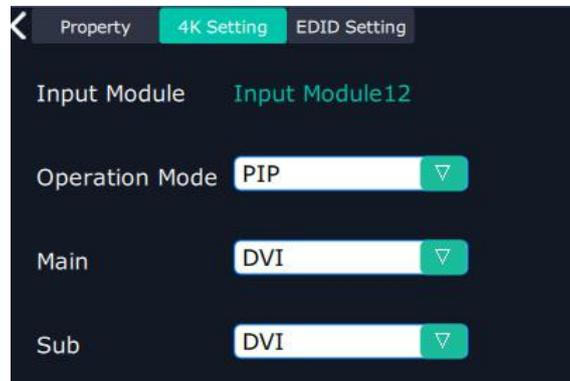 Property 4K Setting EDID Setting
Input Module Input Module12
Operation Mode PIP
Main DVI
Sub DVI